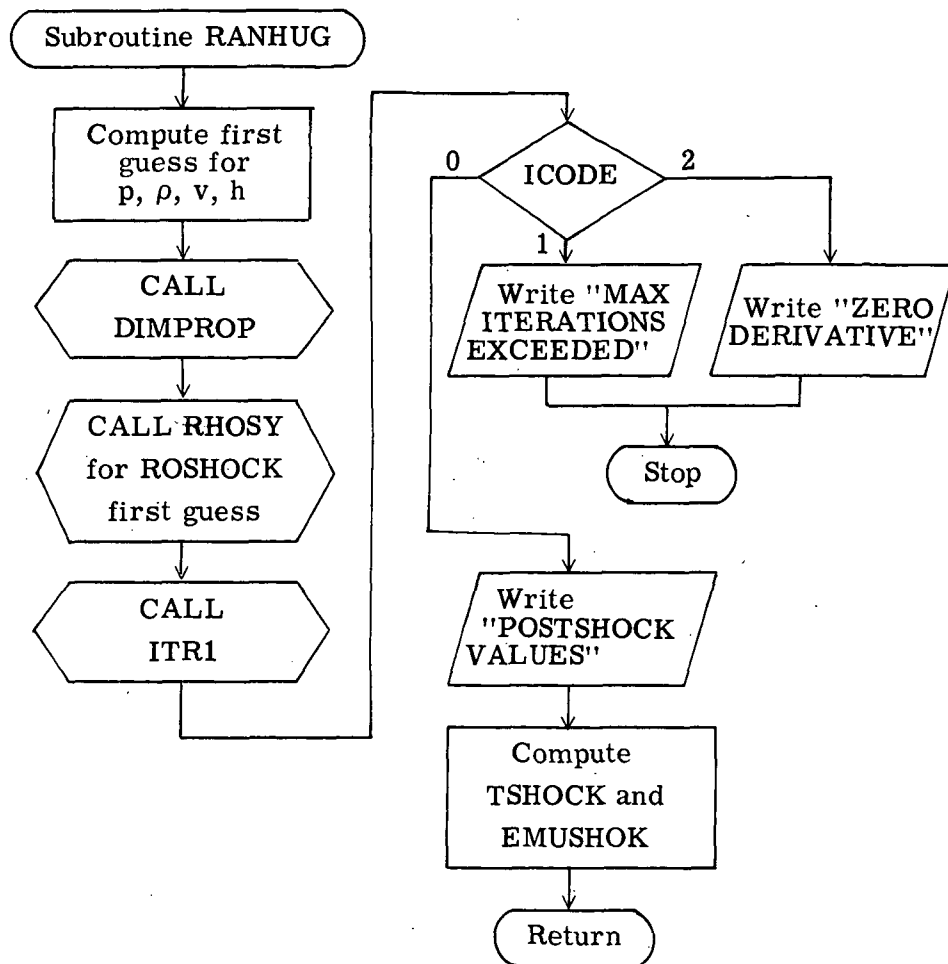 Subroutine RANHUG
Compute first
guess for
p, ρ, v, h
CALL
DIMPROP
CALL RHOSY
for ROSHOCK
first guess
CALL
ITR1
ICODE
0
1
2
Write "MAX
ITERATIONS
EXCEEDED"
Write "ZERO
DERIVATIVE"
Stop
Write
"POSTSHOCK
VALUES"
Compute
TSHOCK and
EMUSHOK
Return